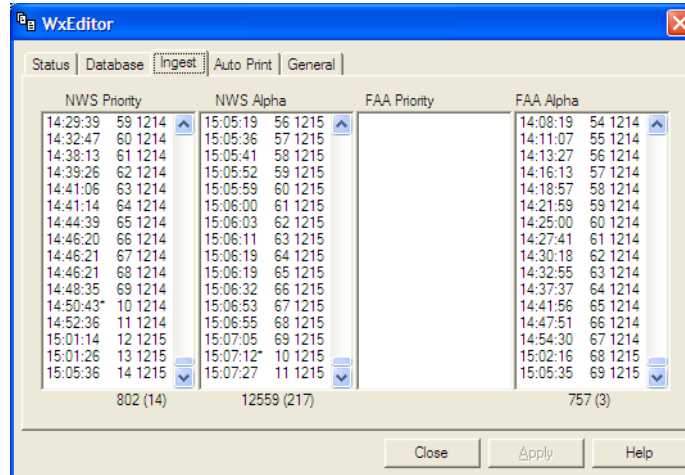 WxEditor
Status Database Ingest Auto Print General
NWS Priority NWS Alpha FAA Priority FAA Alpha
14:29:39 59 1214 15:05:19 56 1215 14:08:19 54 1214
14:32:47 60 1214 15:05:36 57 1215 14:11:07 55 1214
14:38:13 61 1214 15:05:41 58 1215 14:13:27 56 1214
14:39:26 62 1214 15:05:52 59 1215 14:16:13 57 1214
14:41:06 63 1214 15:05:59 60 1215 14:18:57 58 1214
14:41:14 64 1214 15:06:00 61 1215 14:21:59 59 1214
14:44:39 65 1214 15:06:03 62 1215 14:25:00 60 1214
14:46:20 66 1214 15:06:11 63 1215 14:27:41 61 1214
14:46:21 67 1214 15:06:19 64 1215 14:30:18 62 1214
14:46:21 68 1214 15:06:19 65 1215 14:32:55 63 1214
14:48:35 69 1214 15:06:32 66 1215 14:37:37 64 1214
14:50:43* 10 1214 15:06:53 67 1215 14:41:56 65 1214
14:52:36 11 1214 15:06:55 68 1215 14:47:51 66 1214
15:01:14 12 1215 15:07:05 69 1215 14:54:30 67 1214
15:01:26 13 1215 15:07:12* 10 1215 15:02:16 68 1215
15:05:36 14 1215 15:07:27 11 1215 15:05:35 69 1215
802 (14) 12559 (217) 757 (3)
Close Apply Help